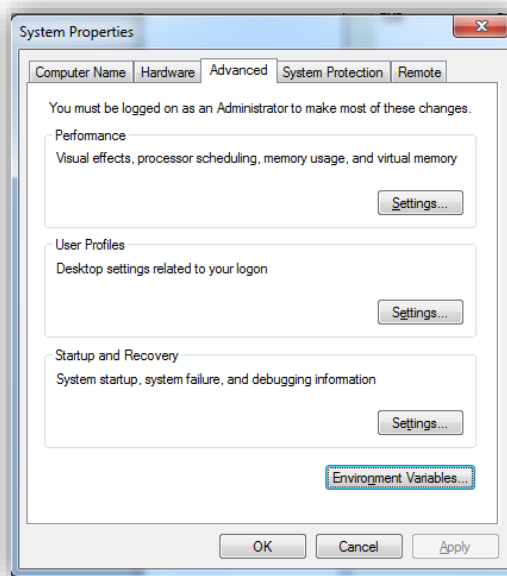 System Properties
Computer Name Hardware Advanced System Protection Remote
You must be logged on as an Administrator to make most of these changes.
Performance
Visual effects, processor scheduling, memory usage, and virtual memory
Settings...
User Profiles
Desktop settings related to your logon
Settings...
Startup and Recovery
System startup, system failure, and debugging information
Settings...
Environment Variables...
OK Cancel Apply